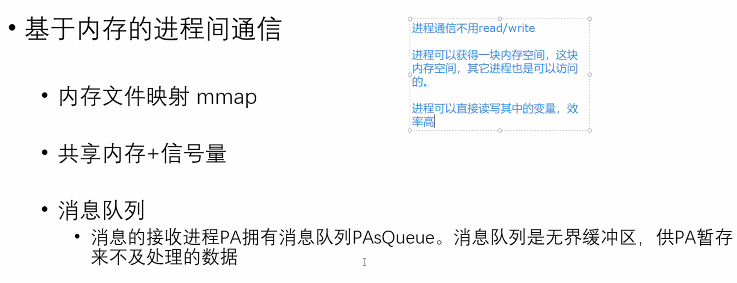 • 基于内存的进程间通信
进程通信不用read/write
进程可以获得一块内存空间，这块
内存空间，其它进程也是可以访问
的。
进程可以直接读写其中的变量，效
率高
• 内存文件映射 mmap
• 共享内存+信号量
• 消息队列
• 消息的接收进程PA拥有消息队列PAsQueue。消息队列是无界缓冲区，供PA暂存
来不及处理的数据